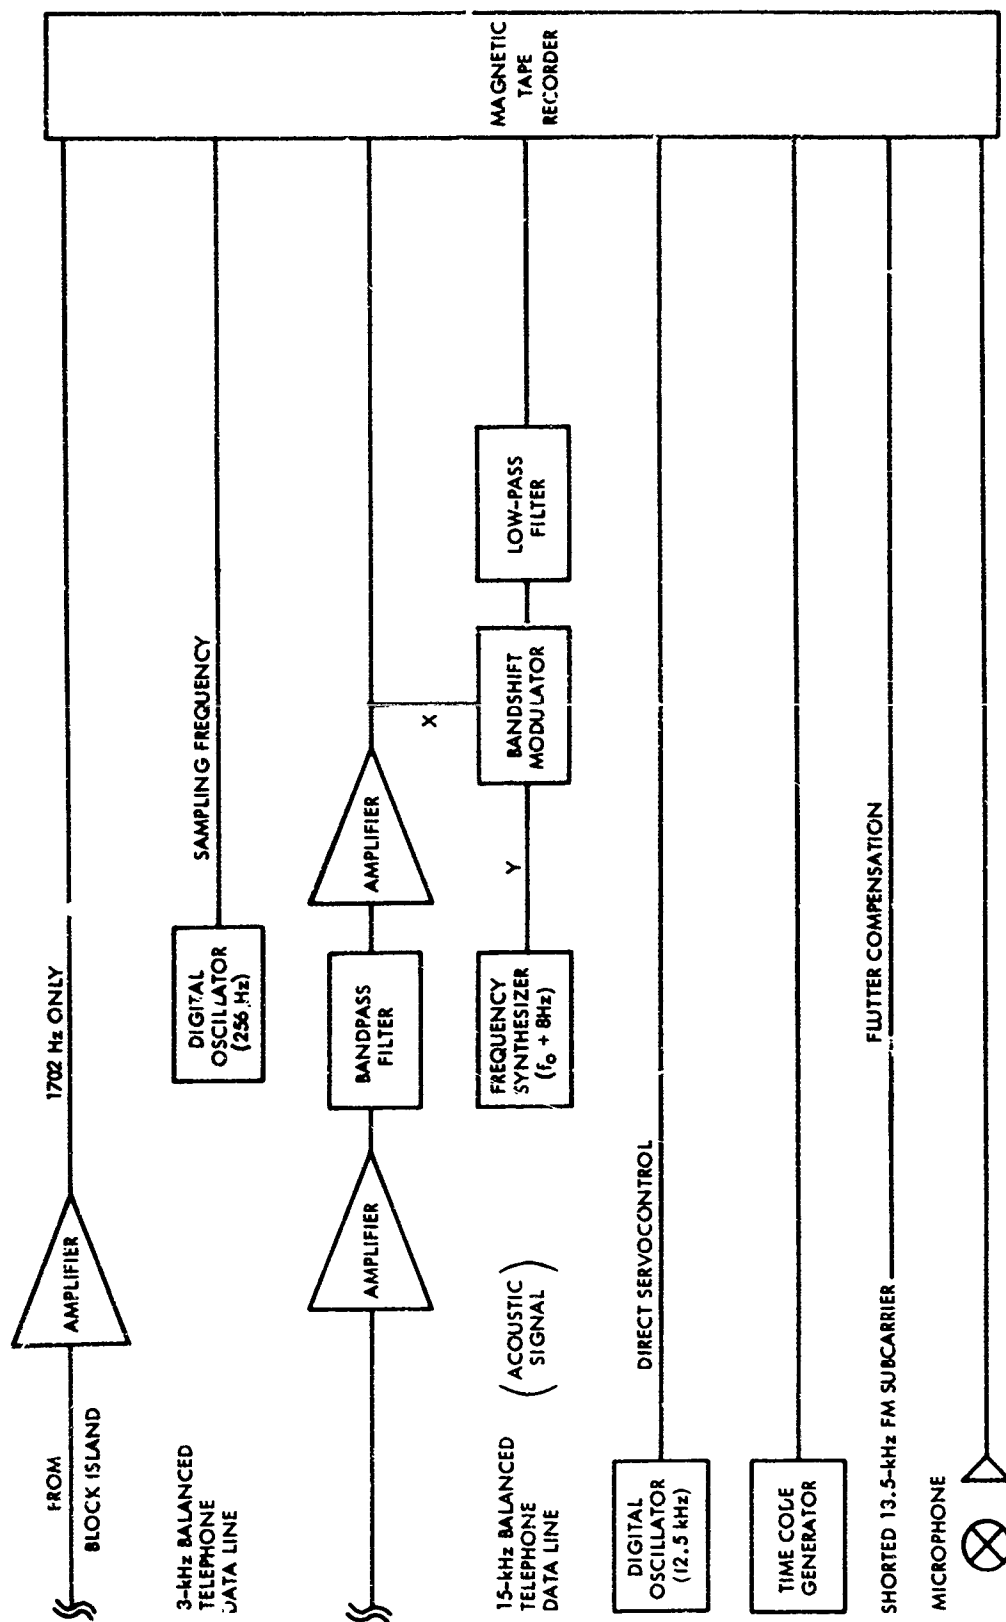 FROM
BLOCK ISLAND
AMPLIFIER
1702 Hz ONLY
3-kHz BALANCED
TELEPHONE
DATA LINE
DIGITAL
OSCILLATOR
(256 Hz)
SAMPLING FREQUENCY
AMPLIFIER
BANDPASS
FILTER
AMPLIFIER
X
15-kHz BALANCED
TELEPHONE
DATA LINE
(ACOUSTIC
SIGNAL)
FREQUENCY
SYNTHESIZER
(fo + 8Hz)
Y
BANDSHIFT
MODULATOR
LOW-PASS
FILTER
MAGNETIC
TAPE
RECORDER
DIGITAL
OSCILLATOR
(12.5 kHz)
DIRECT SERVOCONTROL
TIME CODE
GENERATOR
SHORTED 13.5-kHz FM SUBCARRIER
FLUTTER COMPENSATION
MICROPHONE